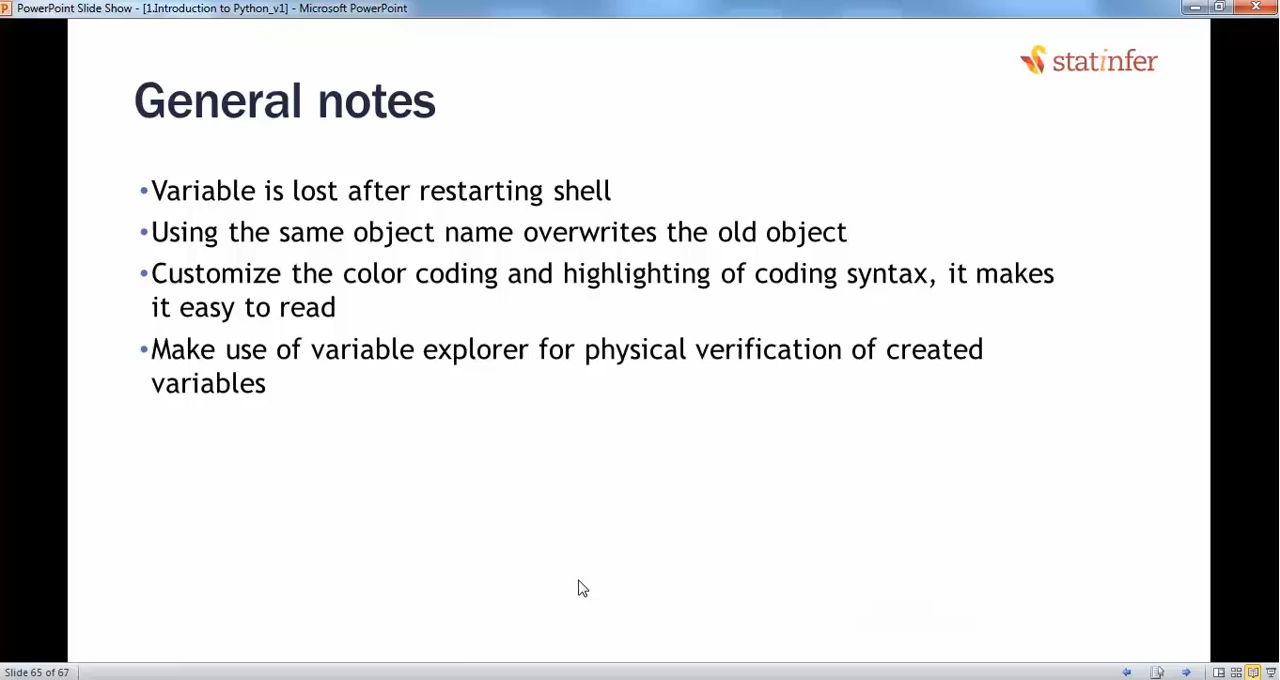 PowerPoint Slide Show - [1.Introduction to Python_v1] - Microsoft PowerPoint
statinfer
General notes
•Variable is lost after restarting shell
•Using the same object name overwrites the old object
•Customize the color coding and highlighting of coding syntax, it makes
it easy to read
•Make use of variable explorer for physical verification of created
variables
Slide 65 of 67